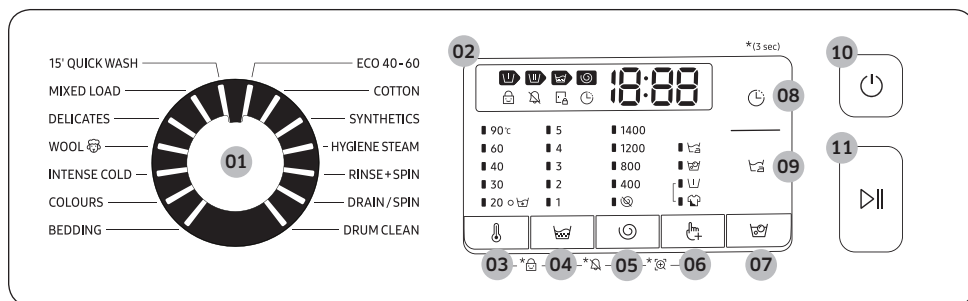 15' QUICK WASH
MIXED LOAD
DELICATES
WOOL
INTENSE COLD
COLOURS
BEDDING
ECO 40-60
COTTON
SYNTHETICS
HYGIENE STEAM
RINSE+SPIN
DRAIN/SPIN
DRUM CLEAN
01
02
*(3 sec)
18:88
90℃
60
40
30
20
5
4
3
2
1
1400
1200
800
400
08
09
10
11
03
*
04
*
05
*
06
07